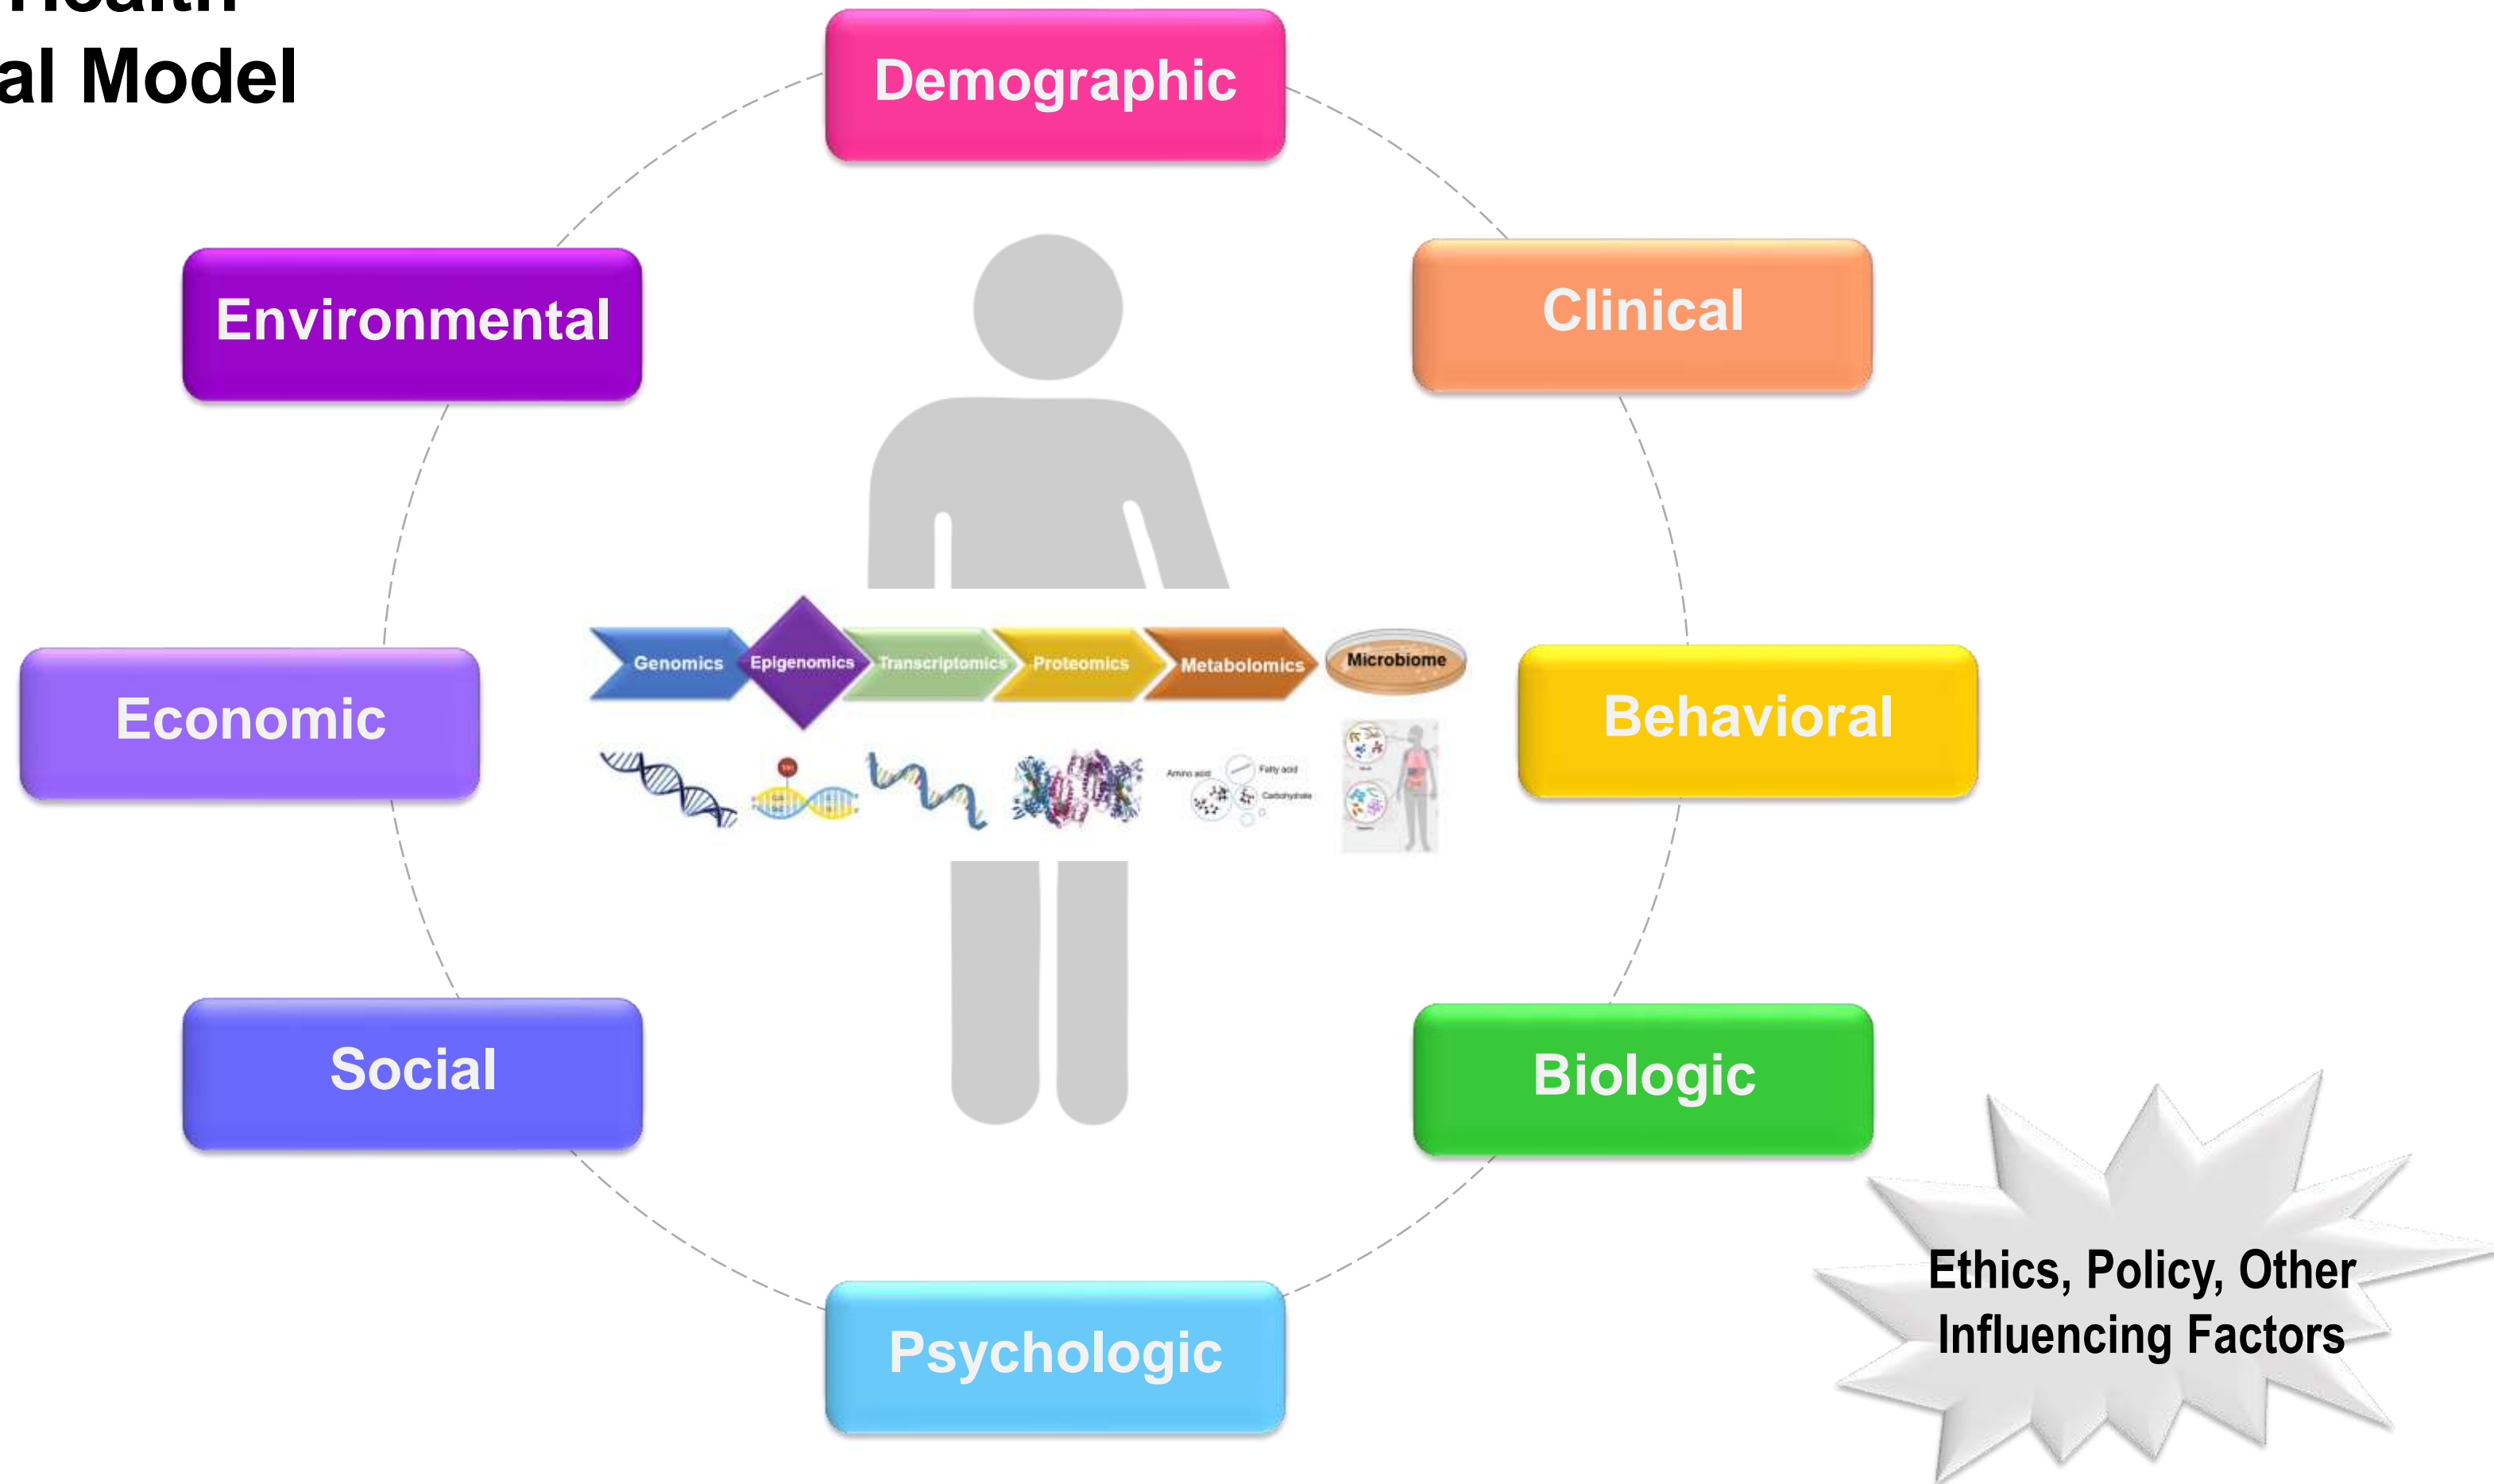 Health
al Model
Demographic
Environmental
Clinical
Genomics
Epigenomics
Transcriptomics
Proteomics
Metabolomics
Microbiome
Economic
Behavioral
Amino acid
Fatty acid
Carbohydrate
Social
Biologic
Ethics, Policy, Other
Influencing Factors
Psychologic